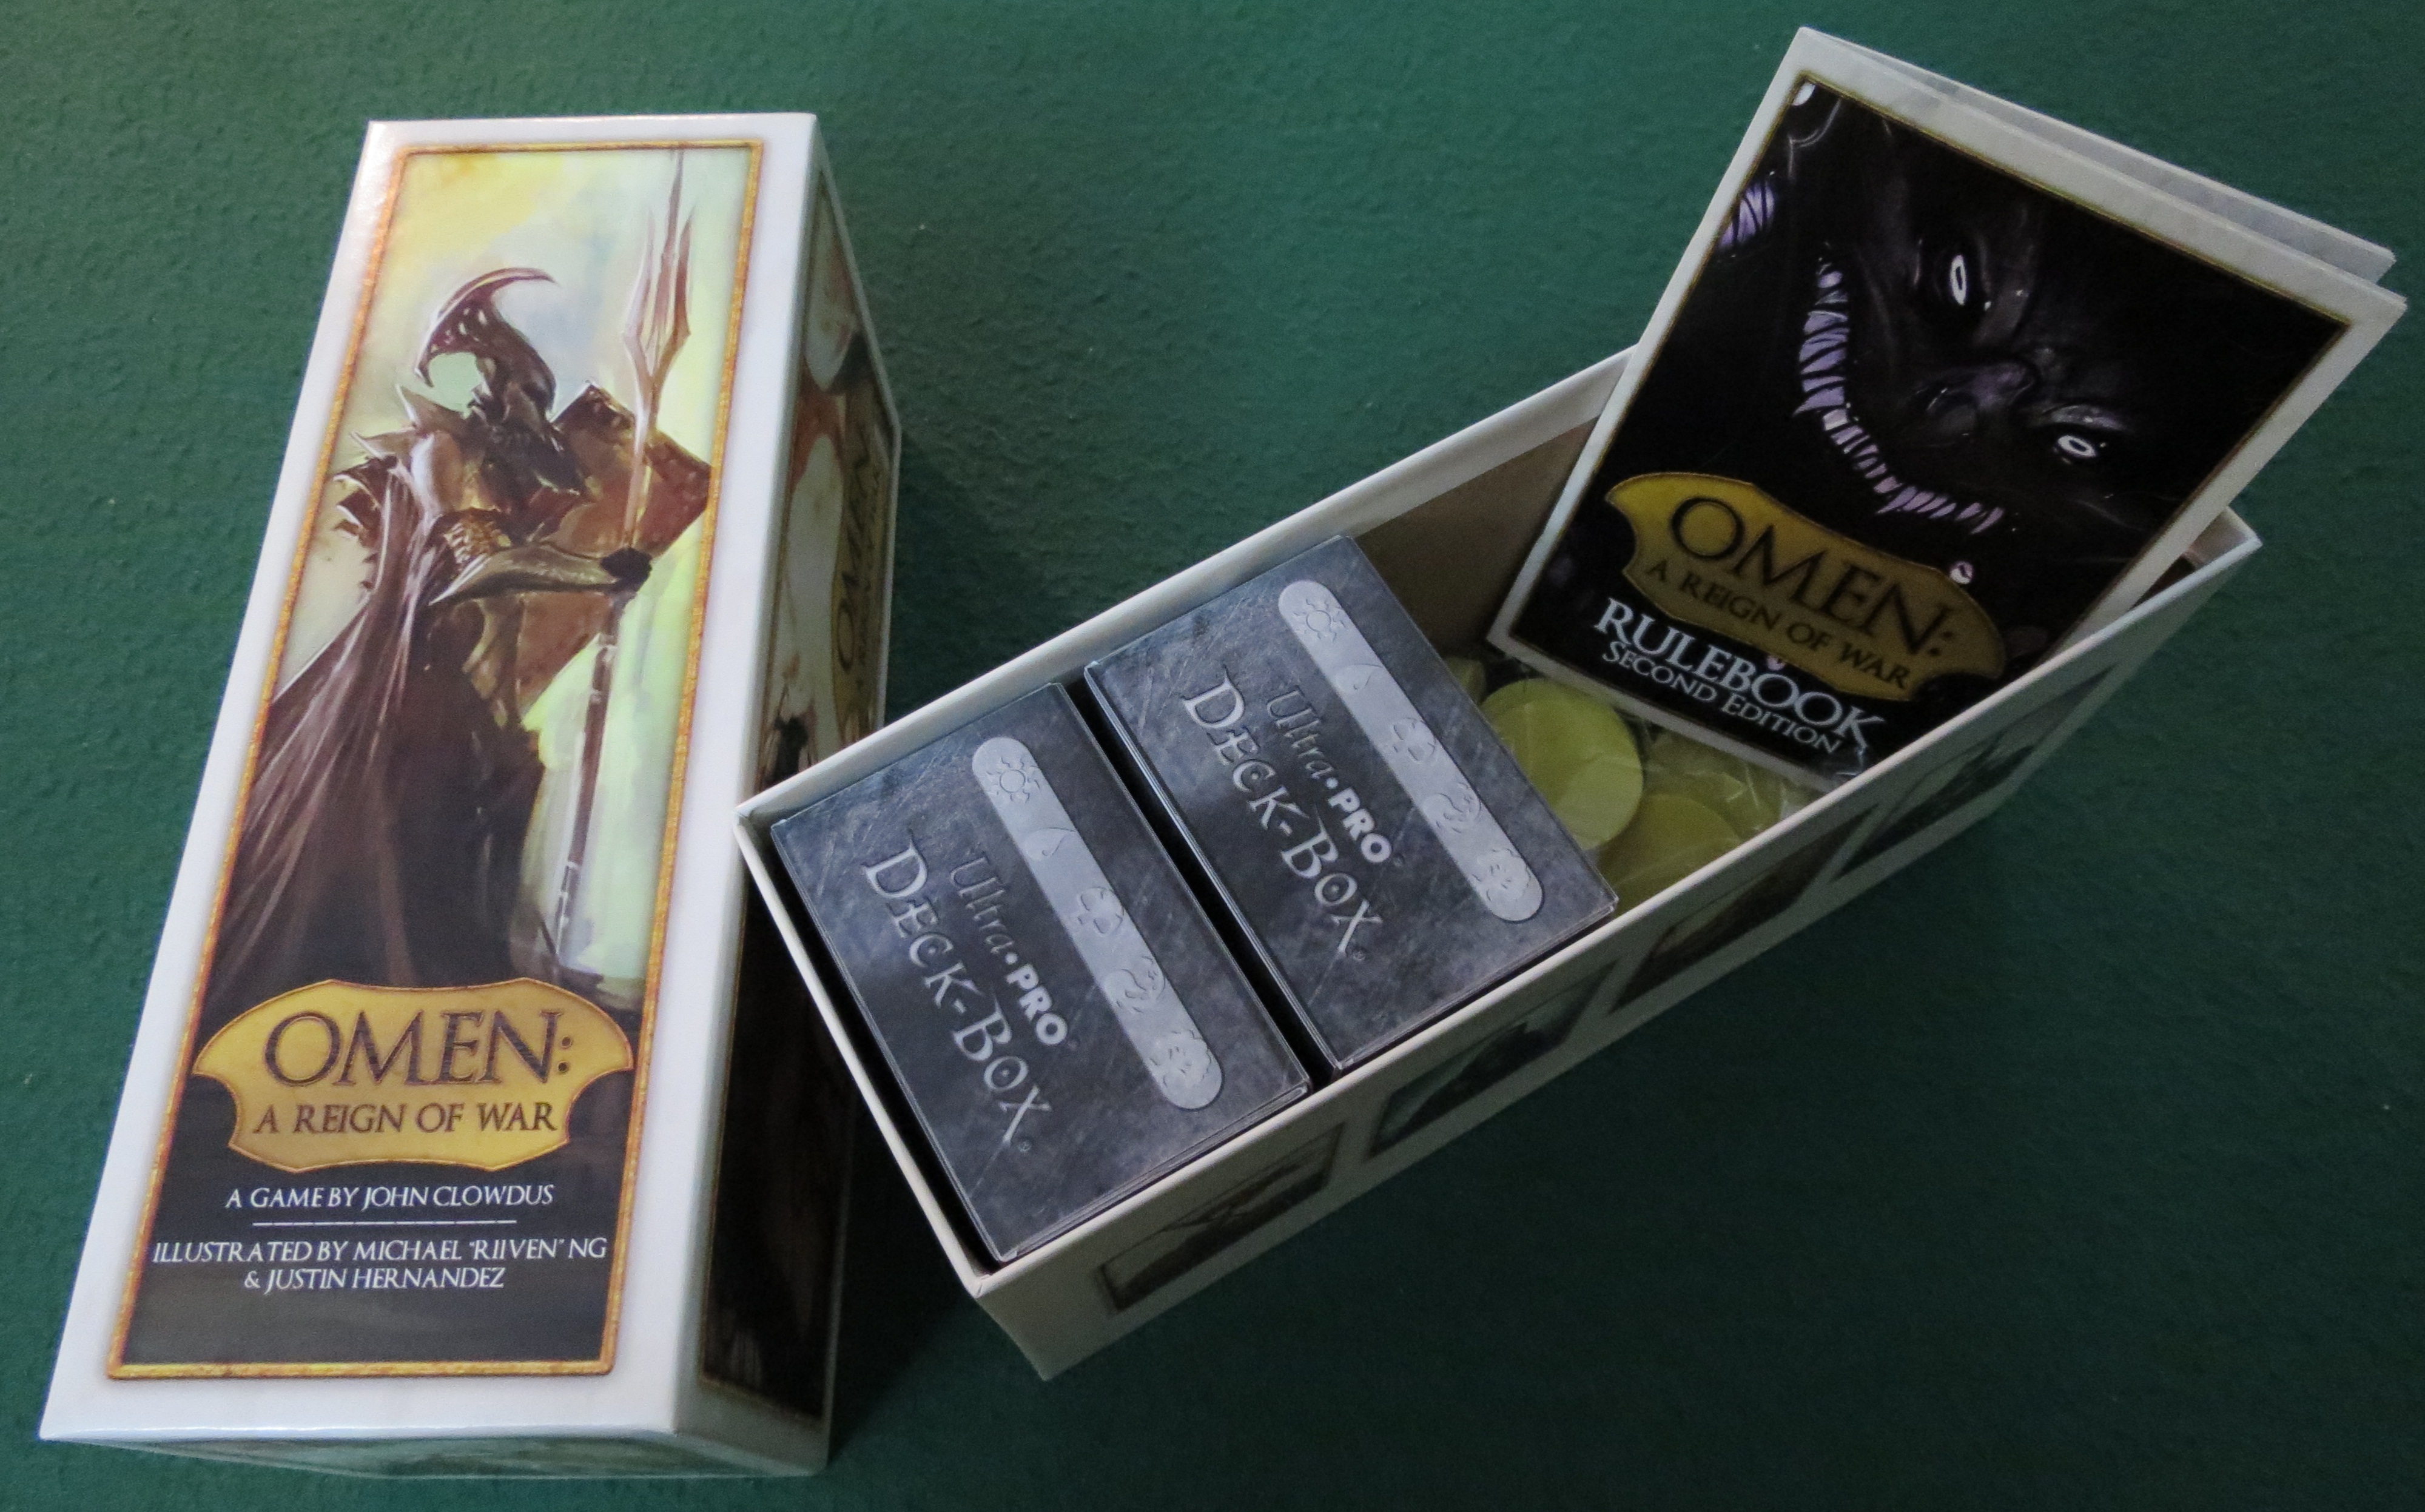 OMEN:
A REIGN OF WAR
A GAME BY JOHN CLOWDUS
ILLUSTRATED BY MICHAEL "RIIVEN" NG
& JUSTIN HERNANDEZ
OMEN
Ultra•PRO
DECK-BOX
Ultra•PRO
DECK-BOX
OMEN:
A REIGN OF WAR
RULEBOOK
SECOND EDITION